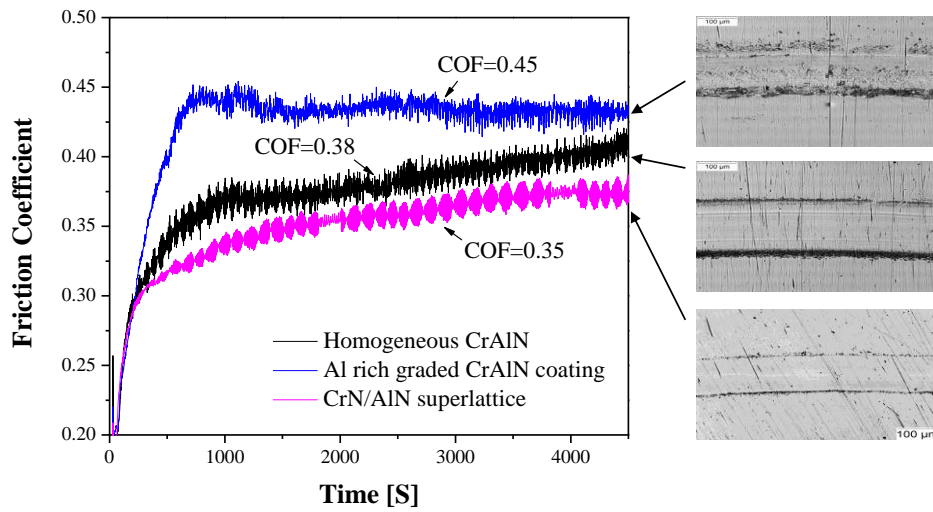 0.50
0.45
0.40
0.35
0.30
0.25
0.20
Friction Coefficient
COF=0.45
COF=0.38
COF=0.35
Homogeneous CrAlN
Al rich graded CrAlN coating
CrN/AlN superlattice
0
1000
2000
3000
4000
Time [S]
100 µm
100 µm
100 µm